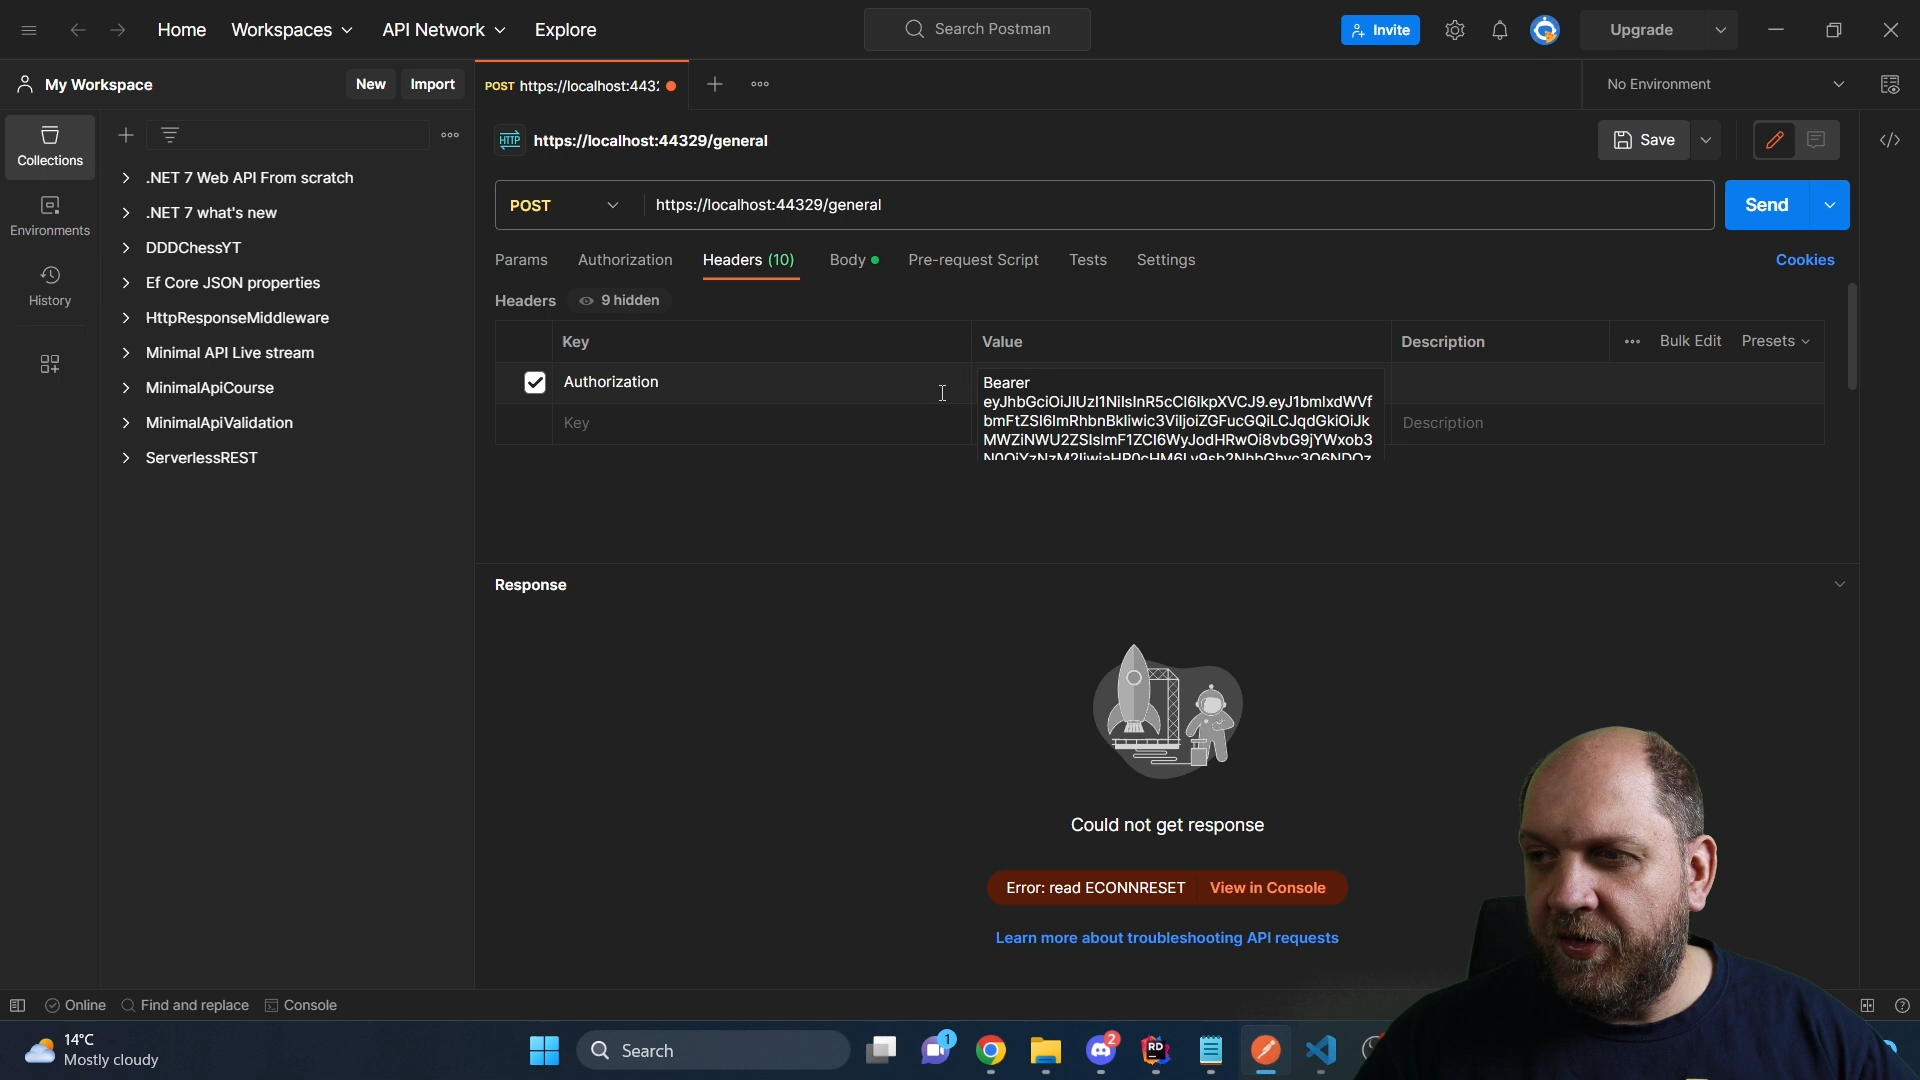 Home
Workspaces
API Network
Explore
Search Postman
Invite
Upgrade
My Workspace
New
Import
POST https://localhost:443
No Environment
Collections
Environments
History
.NET 7 Web API From scratch
.NET 7 what's new
DDDChessYT
Ef Core JSON properties
HttpResponseMiddleware
Minimal API Live stream
MinimalApiCourse
MinimalApiValidation
ServerlessREST
HTTP
https://localhost:44329/general
Save
POST
https://localhost:44329/general
Send
Params
Authorization
Headers (10)
Body
Pre-request Script
Tests
Settings
Cookies
Headers
9 hidden
Key
Value
Description
Bulk Edit
Presets
Authorization
Bearer
Key
Description
Response
Could not get response
Error: read ECONNRESET
View in Console
Learn more about troubleshooting API requests
Online
Find and replace
Console
14°C
Mostly cloudy
Search
1
2
RD